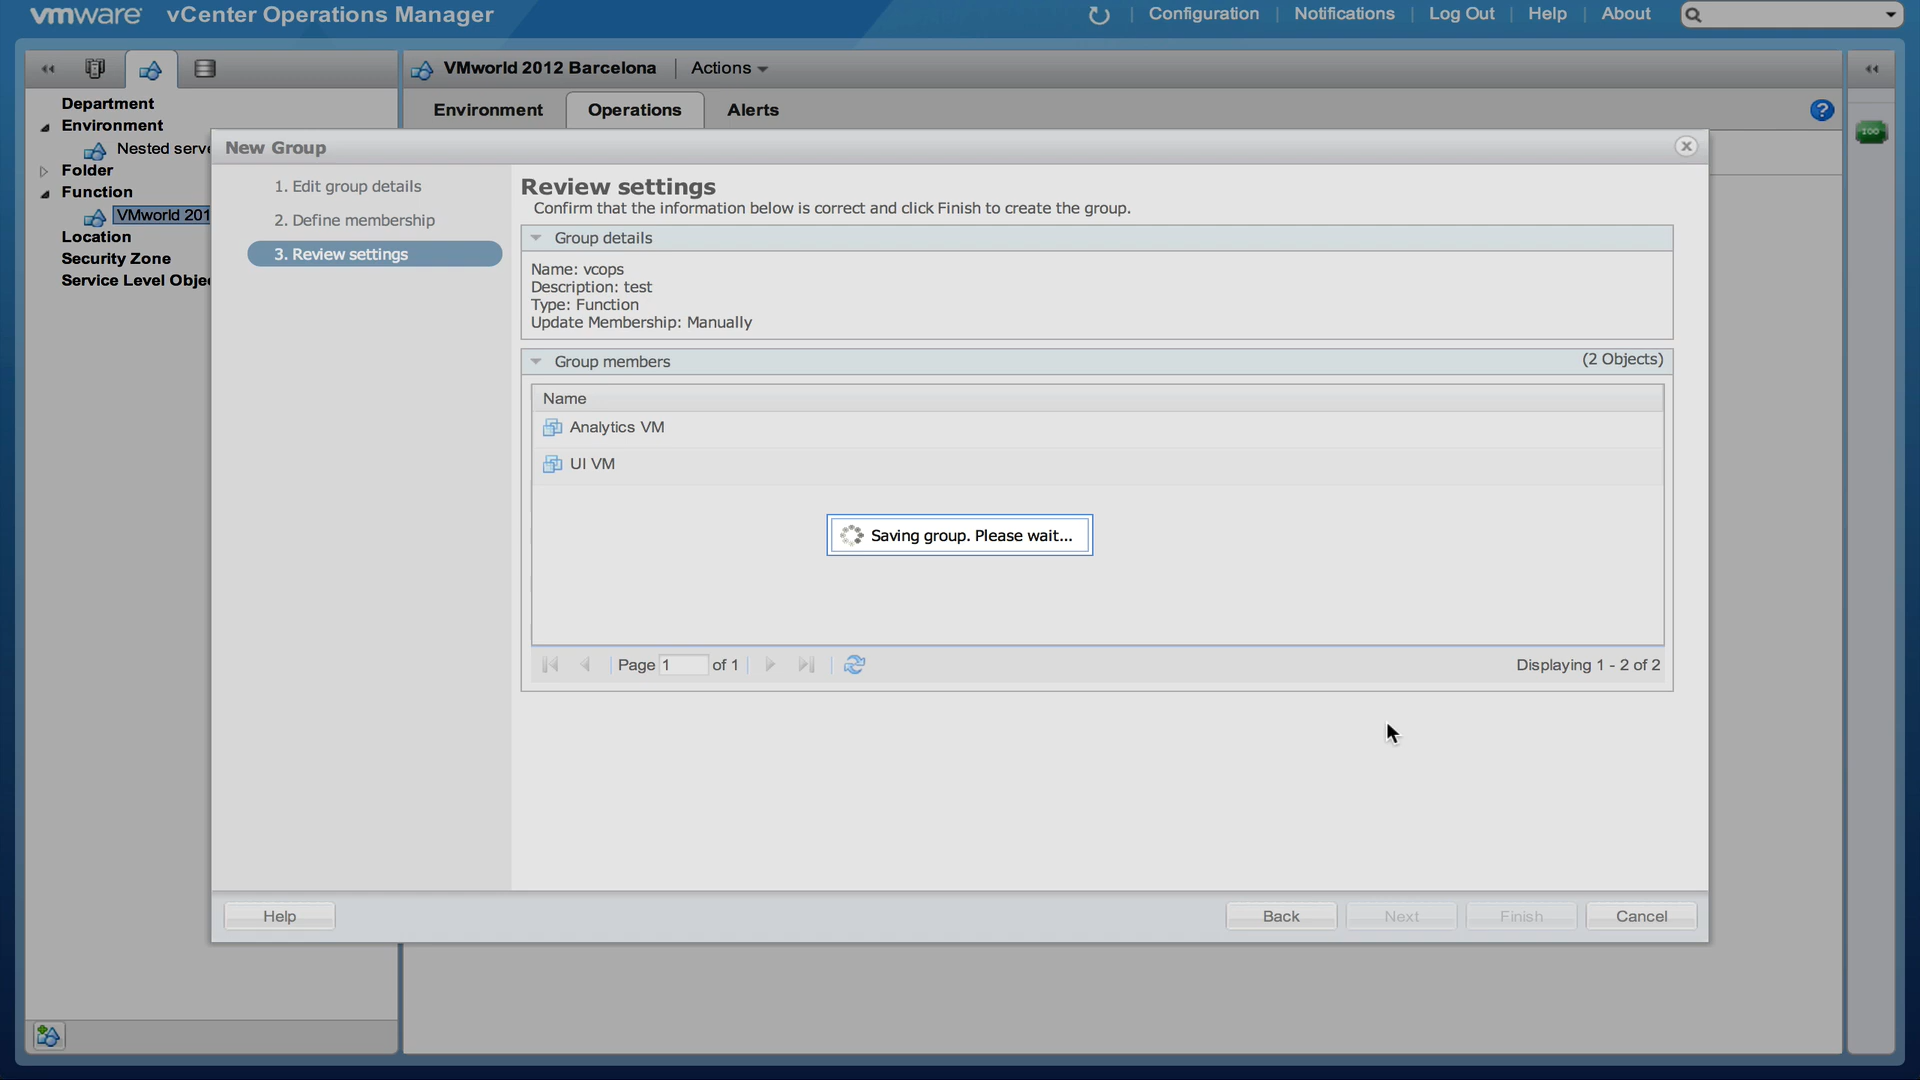 vmware vCenter Operations Manager
Configuration Notifications Log Out Help About
VMworld 2012 Barcelona Actions
Environment Operations Alerts
Department
Environment
Nested serve
Folder
Function
VMworld 201
Location
Security Zone
Service Level Obje
100
New Group
1. Edit group details
2. Define membership
3. Review settings
Review settings
Confirm that the information below is correct and click Finish to create the group.
Group details
Name: vcops
Description: test
Type: Function
Update Membership: Manually
Group members (2 Objects)
Name
Analytics VM
UI VM
Saving group. Please wait...
Page 1 of 1 Displaying 1 - 2 of 2
Help Back Next Finish Cancel